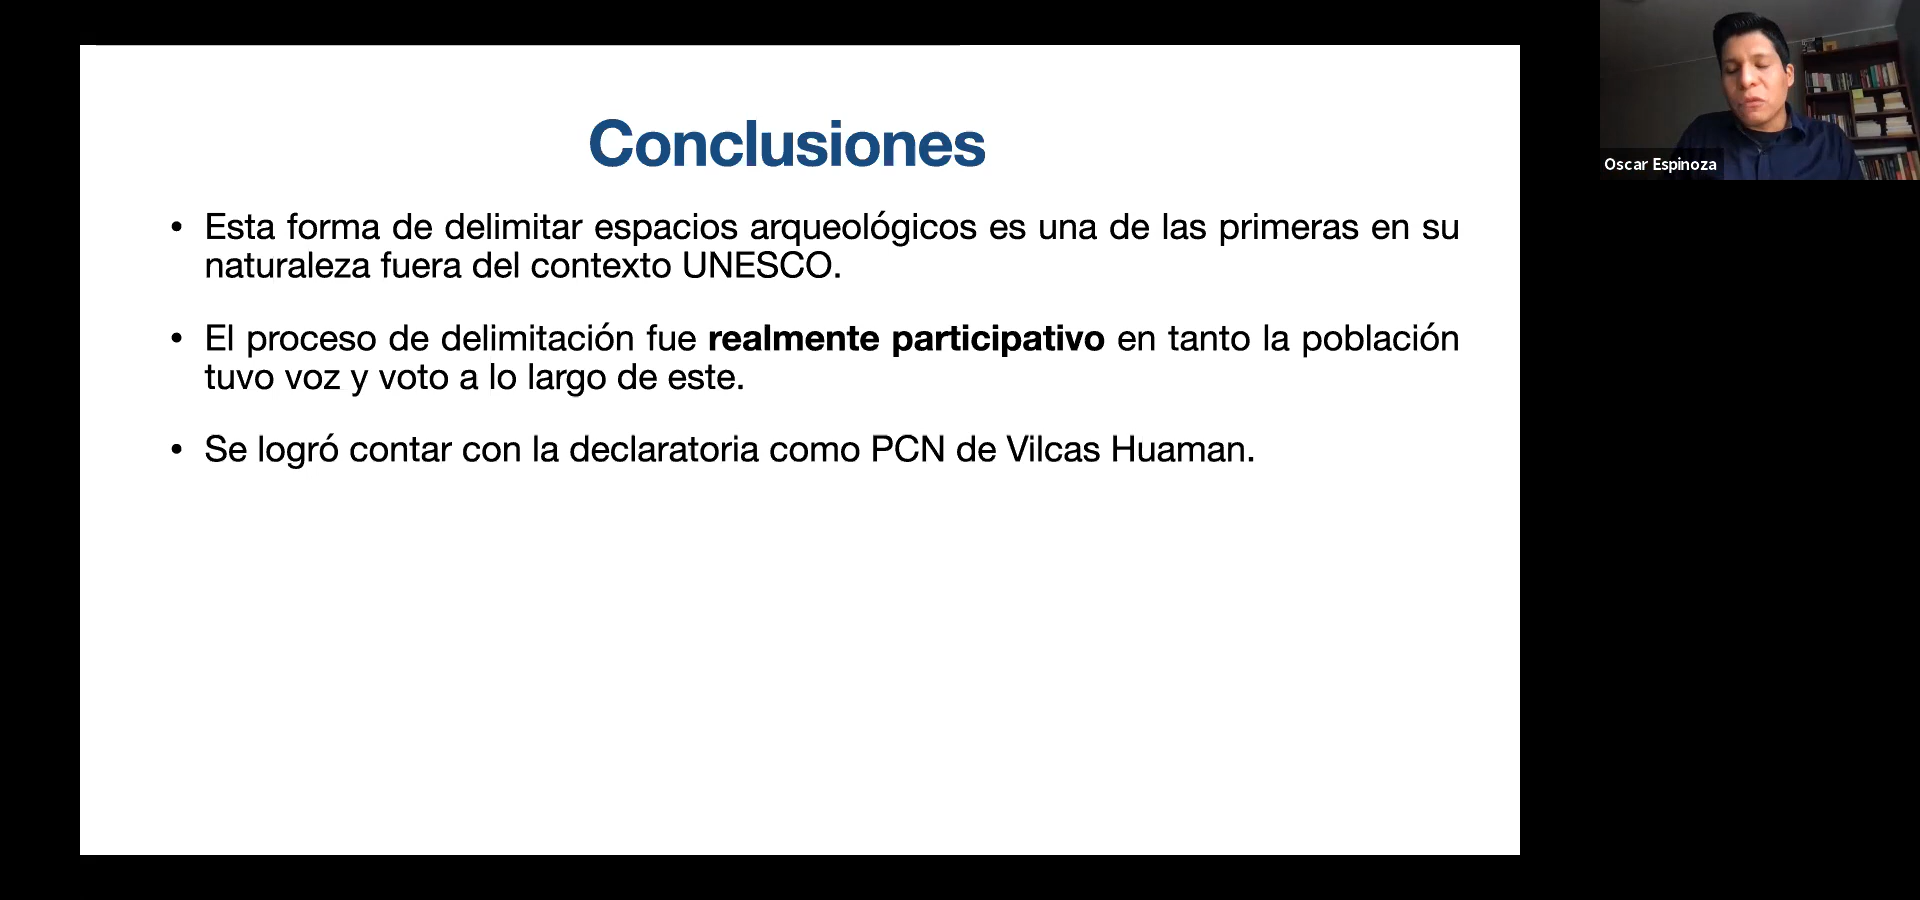 Conclusiones
• Esta forma de delimitar espacios arqueológicos es una de las primeras en su
naturaleza fuera del contexto UNESCO.
• El proceso de delimitación fue realmente participativo en tanto la población
tuvo voz y voto a lo largo de este.
• Se logró contar con la declaratoria como PCN de Vilcas Huaman.
Oscar Espinoza